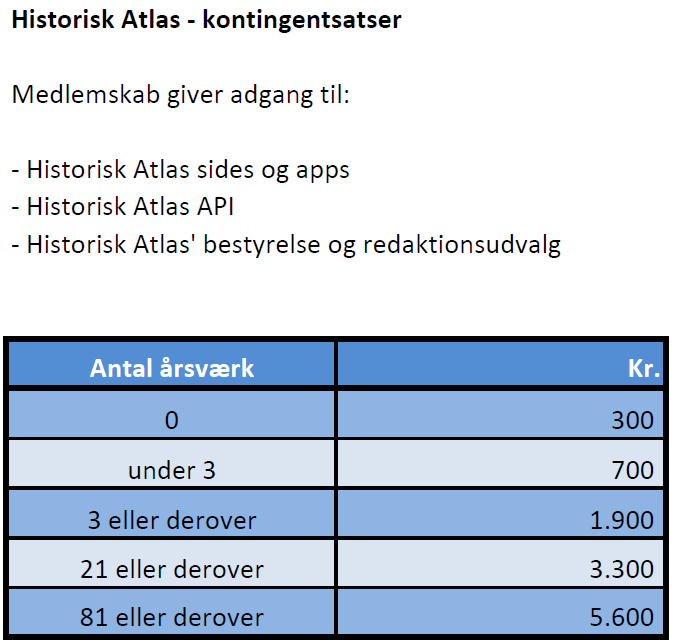 Historisk Atlas - kontingentsatser
Medlemskab giver adgang til:
- Historisk Atlas sides og apps
- Historisk Atlas API
- Historisk Atlas' bestyrelse og redaktionsudvalg
Antal årsværk Kr.
0 300
under 3 700
3 eller derover 1.900
21 eller derover 3.300
81 eller derover 5.600